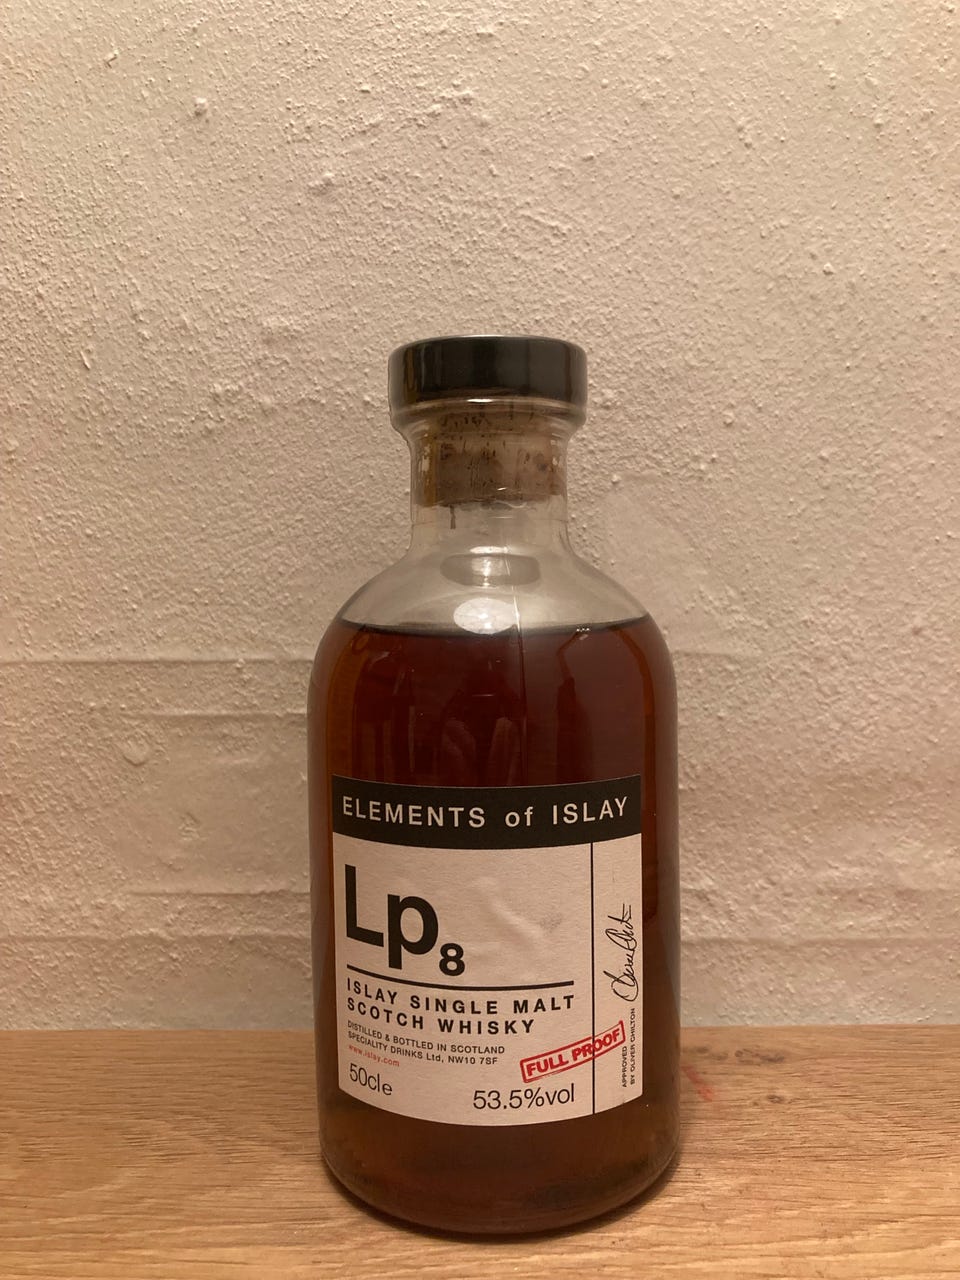 ELEMENTS of ISLAY
Lp8
ISLAY SINGLE MALT
SCOTCH WHISKY
DISTILLED & BOTTLED IN SCOTLAND
SPECIALITY DRINKS Ltd, NW10 7SF
www.islay.com
50cle
53.5%vol
FULL PROOF
APPROVED
BY OLIVER CHILTON